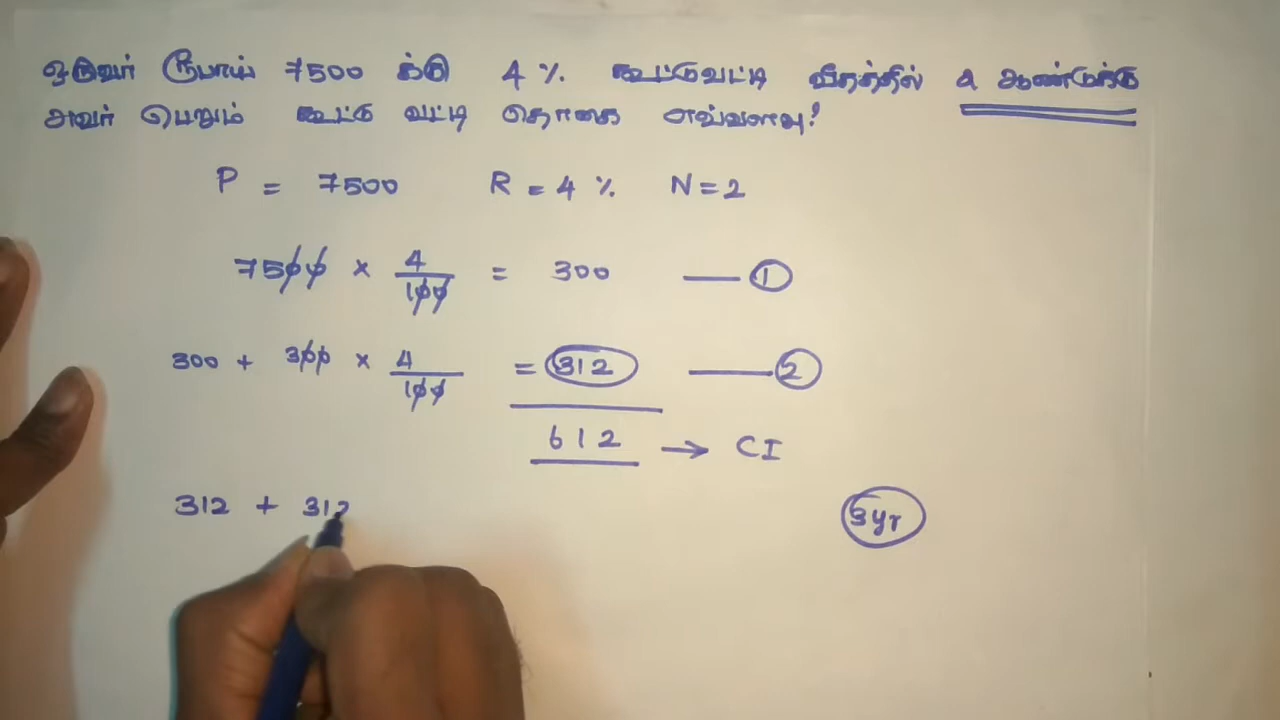 ஒருவர் ரூபாய் 7500 க்கு 4 % கூட்டுவட்டி வீதத்தில் 2 ஆண்டுக்கு
அவர் பெறும் கூட்டு வட்டி தொகை எவ்வளவு?
P = 7500 R = 4 % N = 2
7500 × 4/100 = 300 —— ①
300 + 300 × 4/100 = 312 —— ②
612 → CI
312 + 312 3yr